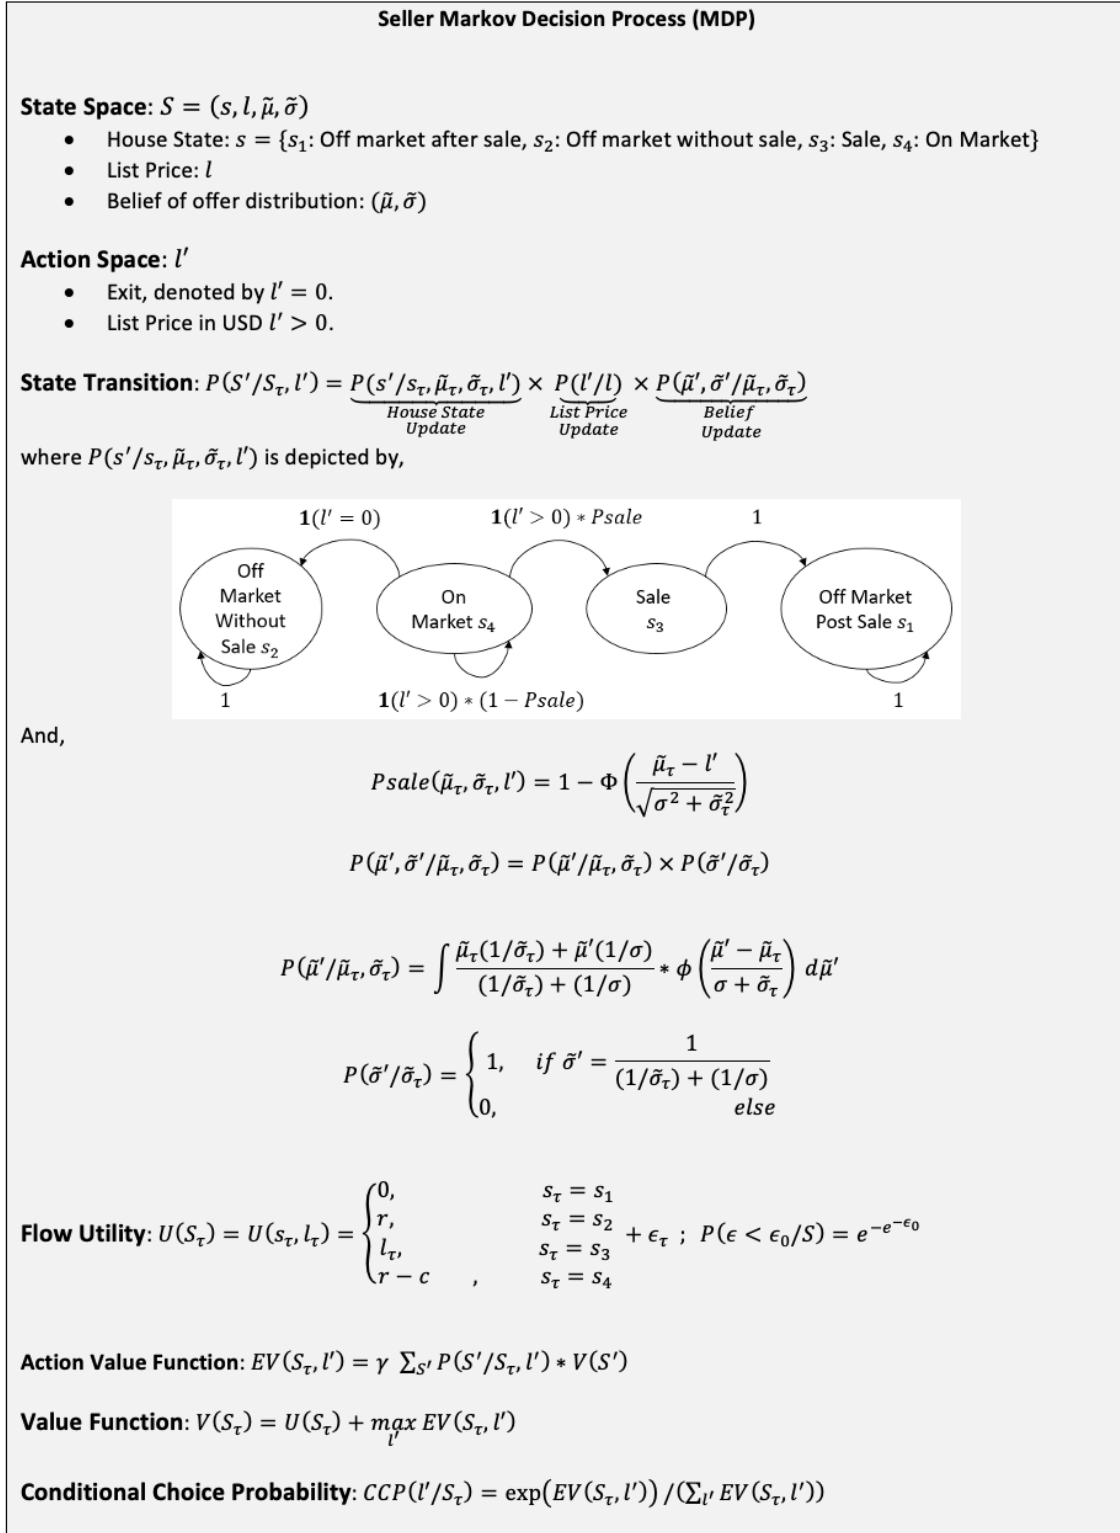 Seller Markov Decision Process (MDP)
State Space: S = (s, l, μ̃, σ̃)
• House State: s = {s₁: Off market after sale, s₂: Off market without sale, s₃: Sale, s₄: On Market}
• List Price: l
• Belief of offer distribution: (μ̃, σ̃)
Action Space: l′
• Exit, denoted by l′ = 0.
• List Price in USD l′ > 0.
State Transition: P(S′/S_τ, l′) = P(s′/s_τ, μ̃_τ, σ̃_τ, l′) × P(l′/l) × P(μ̃′, σ̃′/μ̃_τ, σ̃_τ)
House State Update
List Price Update
Belief Update
where P(s′/s_τ, μ̃_τ, σ̃_τ, l′) is depicted by,
1(l′ = 0)
1(l′ > 0) ∗ Psale
1
Off
Market
Without
Sale s₂
On
Market s₄
Sale
s₃
Off Market
Post Sale s₁
1
1(l′ > 0) ∗ (1 − Psale)
1
And,
Psale(μ̃_τ, σ̃_τ, l′) = 1 − Φ((μ̃_τ − l′)/√(σ² + σ̃_τ²))
P(μ̃′, σ̃′/μ̃_τ, σ̃_τ) = P(μ̃′/μ̃_τ, σ̃_τ) × P(σ̃′/σ̃_τ)
P(μ̃′/μ̃_τ, σ̃_τ) = ∫ (μ̃_τ(1/σ̃_τ) + μ̃′(1/σ))/((1/σ̃_τ) + (1/σ)) ∗ ϕ((μ̃′ − μ̃_τ)/(σ + σ̃_τ)) dμ̃′
P(σ̃′/σ̃_τ) = { 1, if σ̃′ = 1/((1/σ̃_τ) + (1/σ))
0, else
Flow Utility: U(S_τ) = U(s_τ, l_τ) = { 0, s_τ = s₁
r, s_τ = s₂
l_τ, s_τ = s₃
r − c , s_τ = s₄
+ ϵ_τ ; P(ϵ < ϵ₀/S) = e^(−e^(−ϵ₀))
Action Value Function: EV(S_τ, l′) = γ ∑_S′ P(S′/S_τ, l′) ∗ V(S′)
Value Function: V(S_τ) = U(S_τ) + max_l′ EV(S_τ, l′)
Conditional Choice Probability: CCP(l′/S_τ) = exp(EV(S_τ, l′)) /(∑_l′ EV(S_τ, l′))